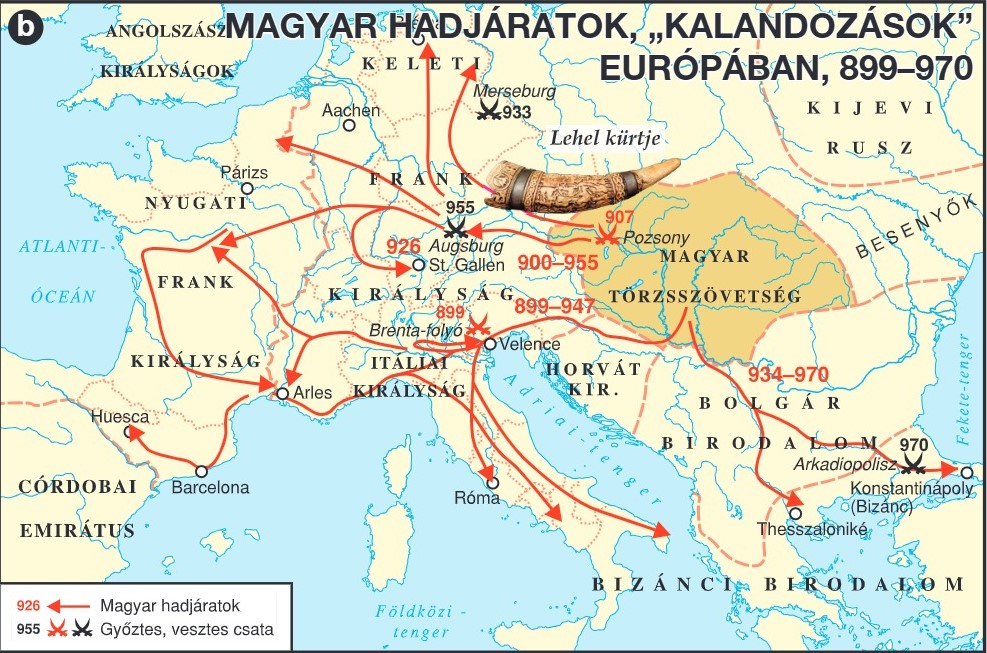 b
MAGYAR HADJÁRATOK, „KALANDOZÁSOK”
EURÓPÁBAN, 899–970
ANGOLSZÁSZ
KIRÁLYSÁGOK
KELETI
Merseburg
933
Aachen
KIJEVI
RUSZ
Lehel kürtje
Párizs
NYUGATI
FRANK
955
907
Pozsony
BESENYŐK
ATLANTI-
ÓCEÁN
926
Augsburg
St. Gallen
900–955
MAGYAR
TÖRZSSZÖVETSÉG
FRANK
KIRÁLYSÁG
899
899–947
Brenta-folyó
Velence
KIRÁLYSÁG
ITÁLIAI
KIRÁLYSÁG
HORVÁT
KIR.
934–970
Arles
Adriai-tenger
Fekete-tenger
BOLGÁR
BIRODALOM
Huesca
970
Arkadiopolisz
Konstantinápoly
(Bizánc)
CÓRDOBAI
EMIRÁTUS
Barcelona
Róma
Thesszaloniké
BIZÁNCI BIRODALOM
Földközi-
tenger
926 Magyar hadjáratok
955 Győztes, vesztes csata